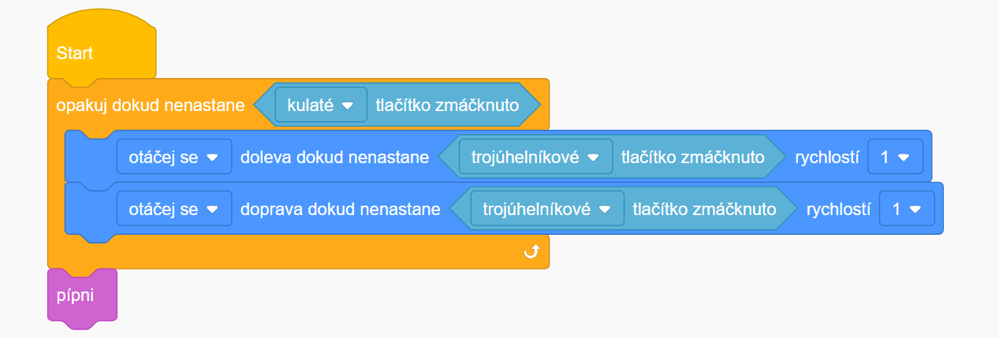 Start
opakuj dokud nenastane kulaté tlačítko zmáčknuto
otáčej se doleva dokud nenastane trojúhelníkové tlačítko zmáčknuto rychlostí 1
otáčej se doprava dokud nenastane trojúhelníkové tlačítko zmáčknuto rychlostí 1
pípni